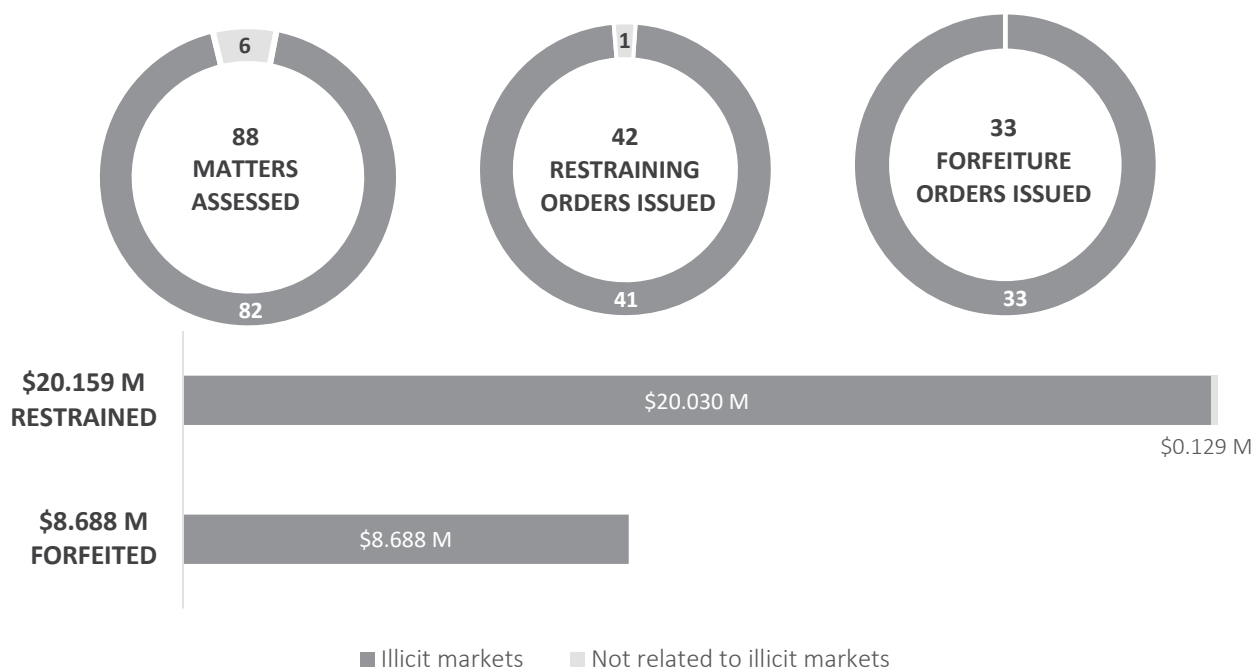 6
88
MATTERS
ASSESSED
82
1
42
RESTRAINING
ORDERS ISSUED
41
33
FORFEITURE
ORDERS ISSUED
33
$20.159 M
RESTRAINED
$20.030 M
$0.129 M
$8.688 M
FORFEITED
$8.688 M
Illicit markets
Not related to illicit markets